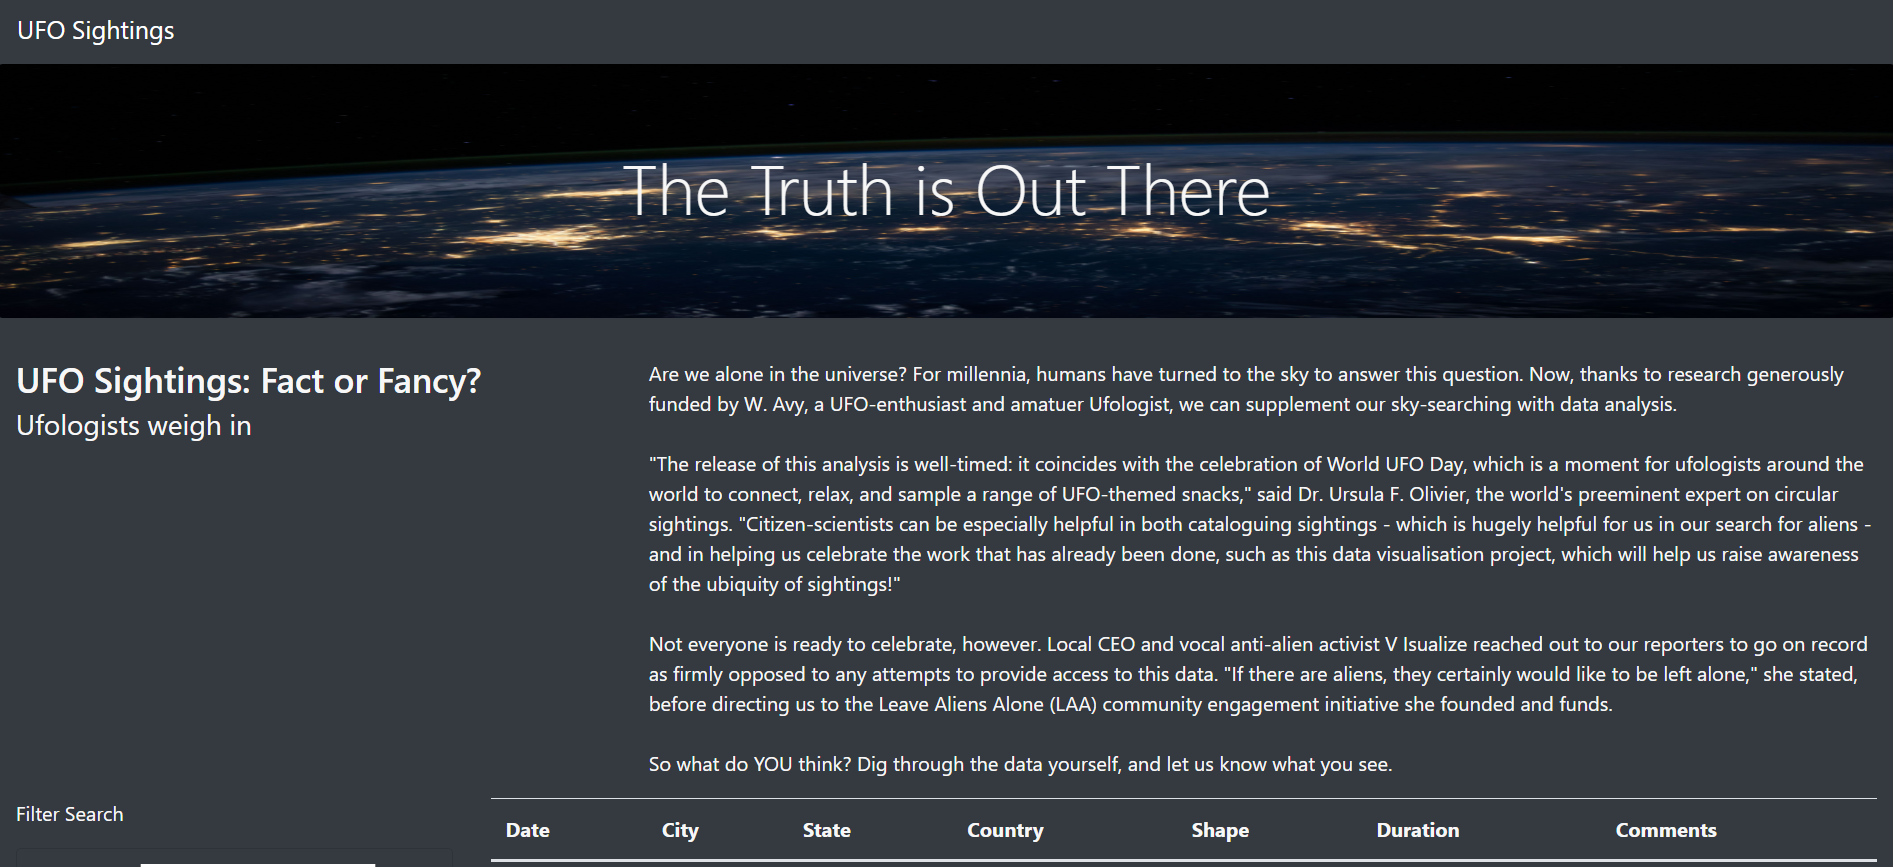 UFO Sightings
The Truth is Out There
UFO Sightings: Fact or Fancy?
Ufologists weigh in
Are we alone in the universe? For millennia, humans have turned to the sky to answer this question. Now, thanks to research generously
funded by W. Avy, a UFO-enthusiast and amatuer Ufologist, we can supplement our sky-searching with data analysis.
"The release of this analysis is well-timed: it coincides with the celebration of World UFO Day, which is a moment for ufologists around the
world to connect, relax, and sample a range of UFO-themed snacks," said Dr. Ursula F. Olivier, the world's preeminent expert on circular
sightings. "Citizen-scientists can be especially helpful in both cataloguing sightings - which is hugely helpful for us in our search for aliens -
and in helping us celebrate the work that has already been done, such as this data visualisation project, which will help us raise awareness
of the ubiquity of sightings!"
Not everyone is ready to celebrate, however. Local CEO and vocal anti-alien activist V Isualize reached out to our reporters to go on record
as firmly opposed to any attempts to provide access to this data. "If there are aliens, they certainly would like to be left alone," she stated,
before directing us to the Leave Aliens Alone (LAA) community engagement initiative she founded and funds.
So what do YOU think? Dig through the data yourself, and let us know what you see.
Filter Search
Date City State Country Shape Duration Comments